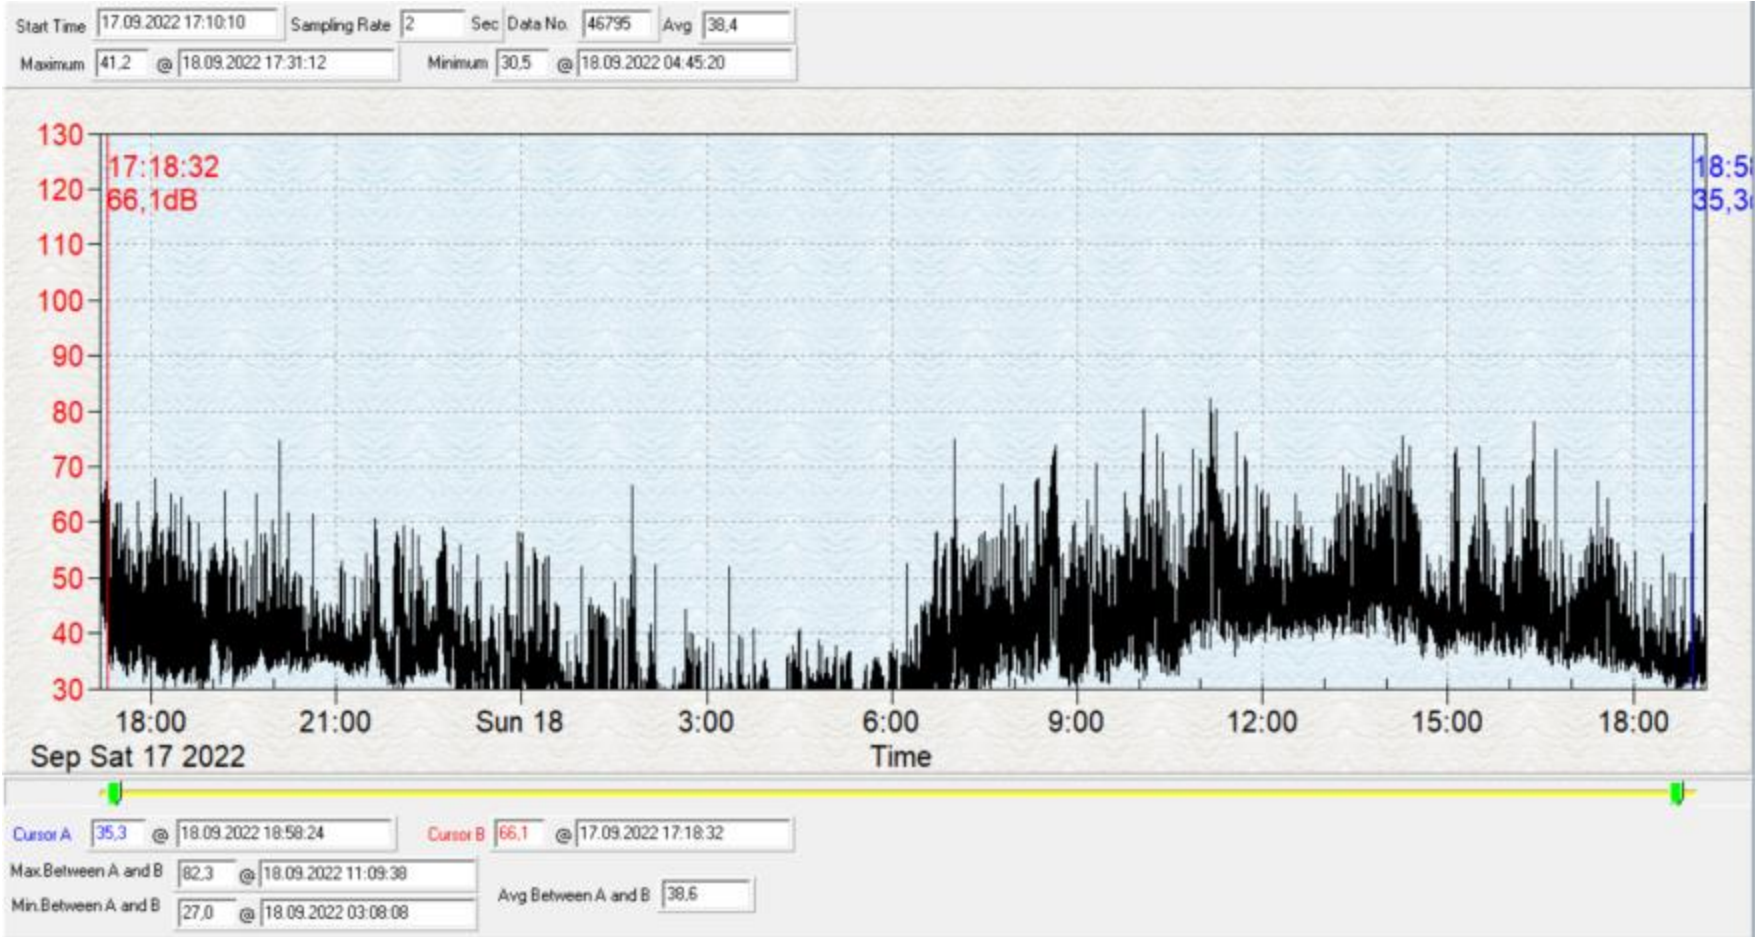 Start Time 17.09.2022 17:10:10 Sampling Rate 2 Sec Data No. 46795 Avg 38,4
Maximum 41,2 @ 18.09.2022 17:31:12 Minimum 30,5 @ 18.09.2022 04:45:20
130
17:18:32 18:58
120 66,1dB 35,3
110
100
90
80
70
60
50
40
30
18:00 21:00 Sun 18 3:00 6:00 9:00 12:00 15:00 18:00
Sep Sat 17 2022 Time
Cursor A 35,3 @ 18.09.2022 18:58:24 Cursor B 66,1 @ 17.09.2022 17:18:32
Max.Between A and B 82,3 @ 18.09.2022 11:09:38
Avg Between A and B 38,6
Min.Between A and B 27,0 @ 18.09.2022 03:08:08